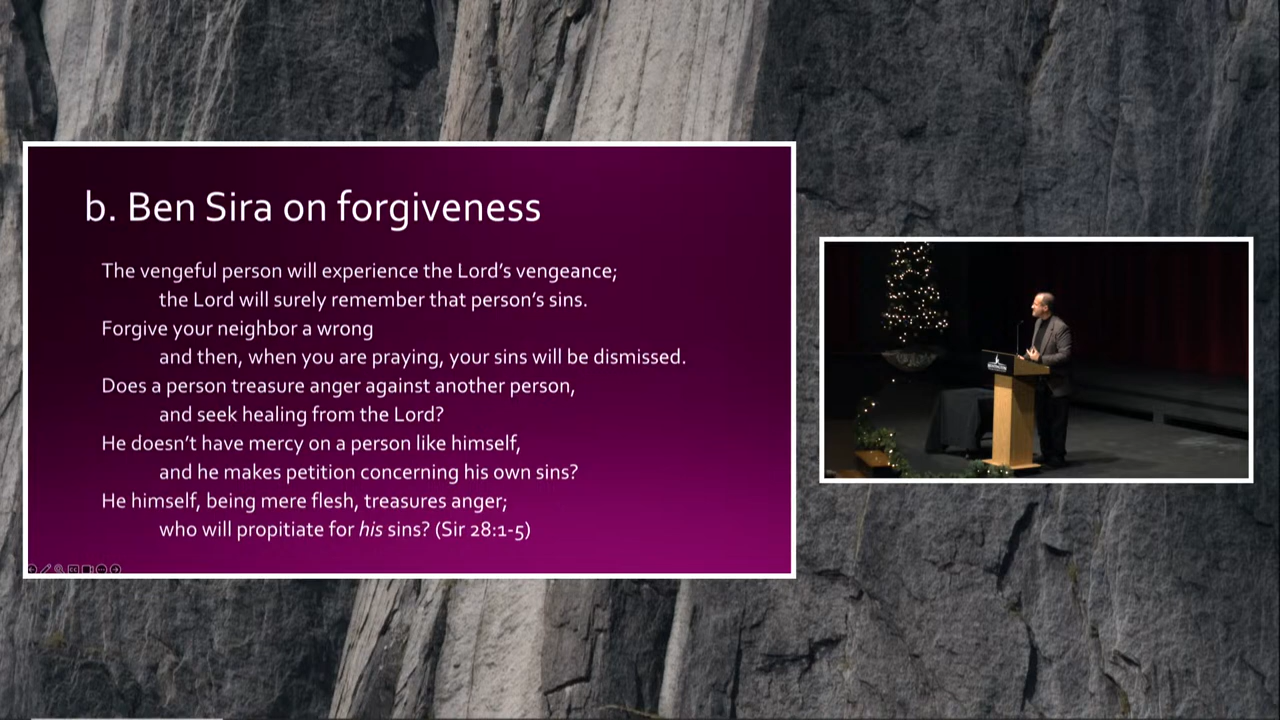 b. Ben Sira on forgiveness
The vengeful person will experience the Lord's vengeance;
the Lord will surely remember that person's sins.
Forgive your neighbor a wrong
and then, when you are praying, your sins will be dismissed.
Does a person treasure anger against another person,
and seek healing from the Lord?
He doesn't have mercy on a person like himself,
and he makes petition concerning his own sins?
He himself, being mere flesh, treasures anger;
who will propitiate for his sins? (Sir 28:1-5)